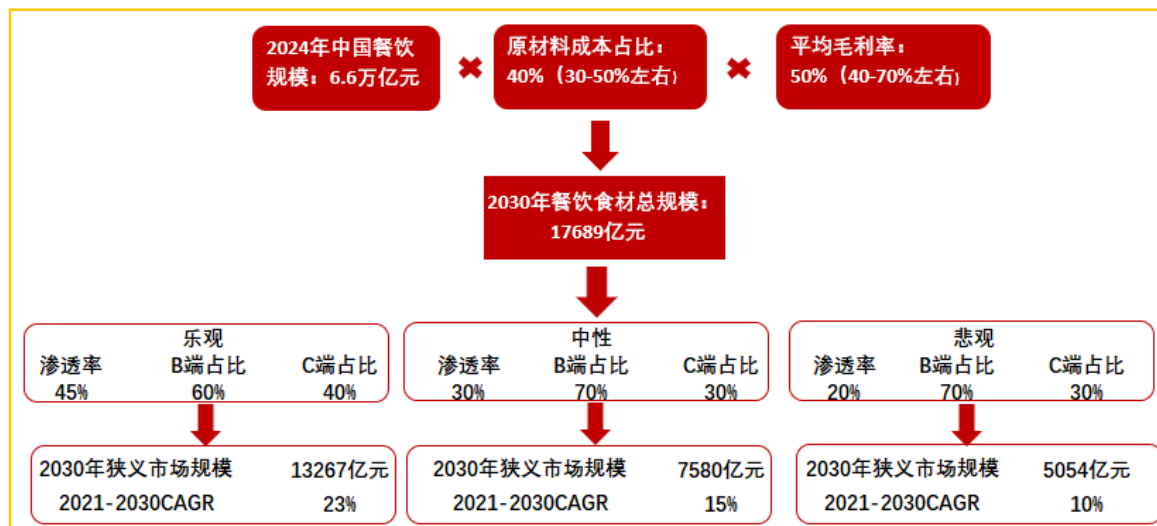 2024年中国餐饮
规模：6.6万亿元
原材料成本占比：
40%（30-50%左右）
平均毛利率：
50%（40-70%左右）
2030年餐饮食材总规模：
17689亿元
乐观
渗透率 B端占比 C端占比
45% 60% 40%
中性
渗透率 B端占比 C端占比
30% 70% 30%
悲观
渗透率 B端占比 C端占比
20% 70% 30%
2030年狭义市场规模 13267亿元
2021-2030CAGR 23%
2030年狭义市场规模 7580亿元
2021-2030CAGR 15%
2030年狭义市场规模 5054亿元
2021-2030CAGR 10%